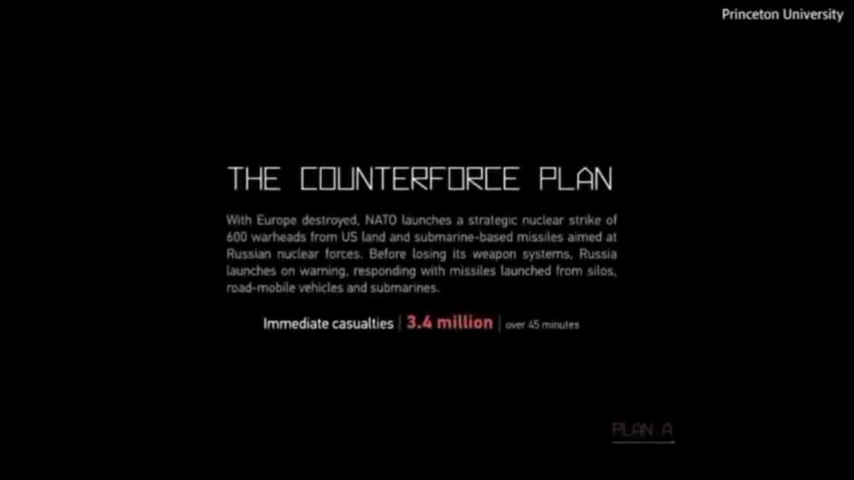 Princeton University
THE COUNTERFORCE PLAN
With Europe destroyed, NATO launches a strategic nuclear strike of
600 warheads from US land and submarine-based missiles aimed at
Russian nuclear forces. Before losing its weapon systems, Russia
launches on warning, responding with missiles launched from silos,
road-mobile vehicles and submarines.
Immediate casualties | 3.4 million | over 45 minutes
PLAN A